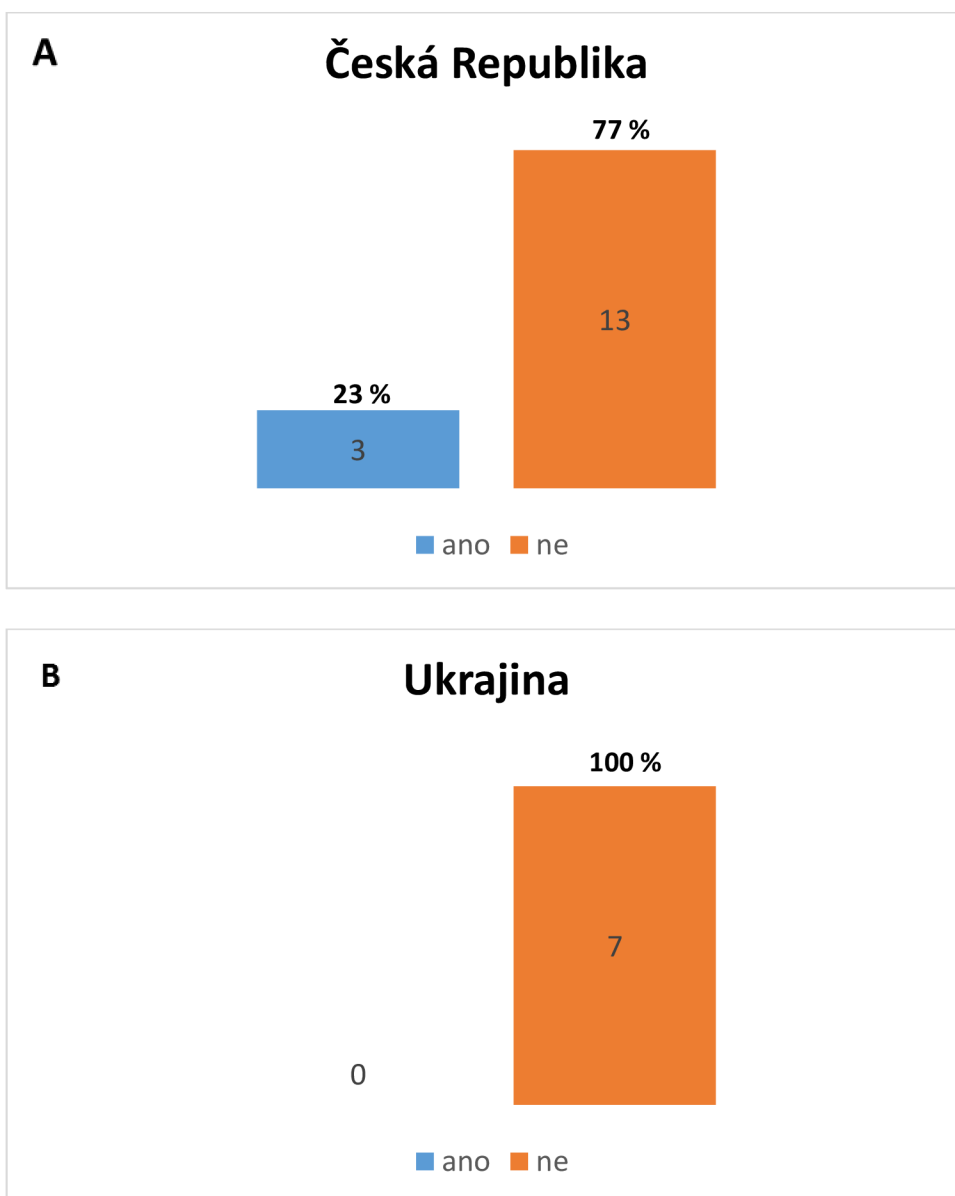 A
Česká Republika
77 %
13
23 %
3
ano ne
B
Ukrajina
100 %
7
0
ano ne